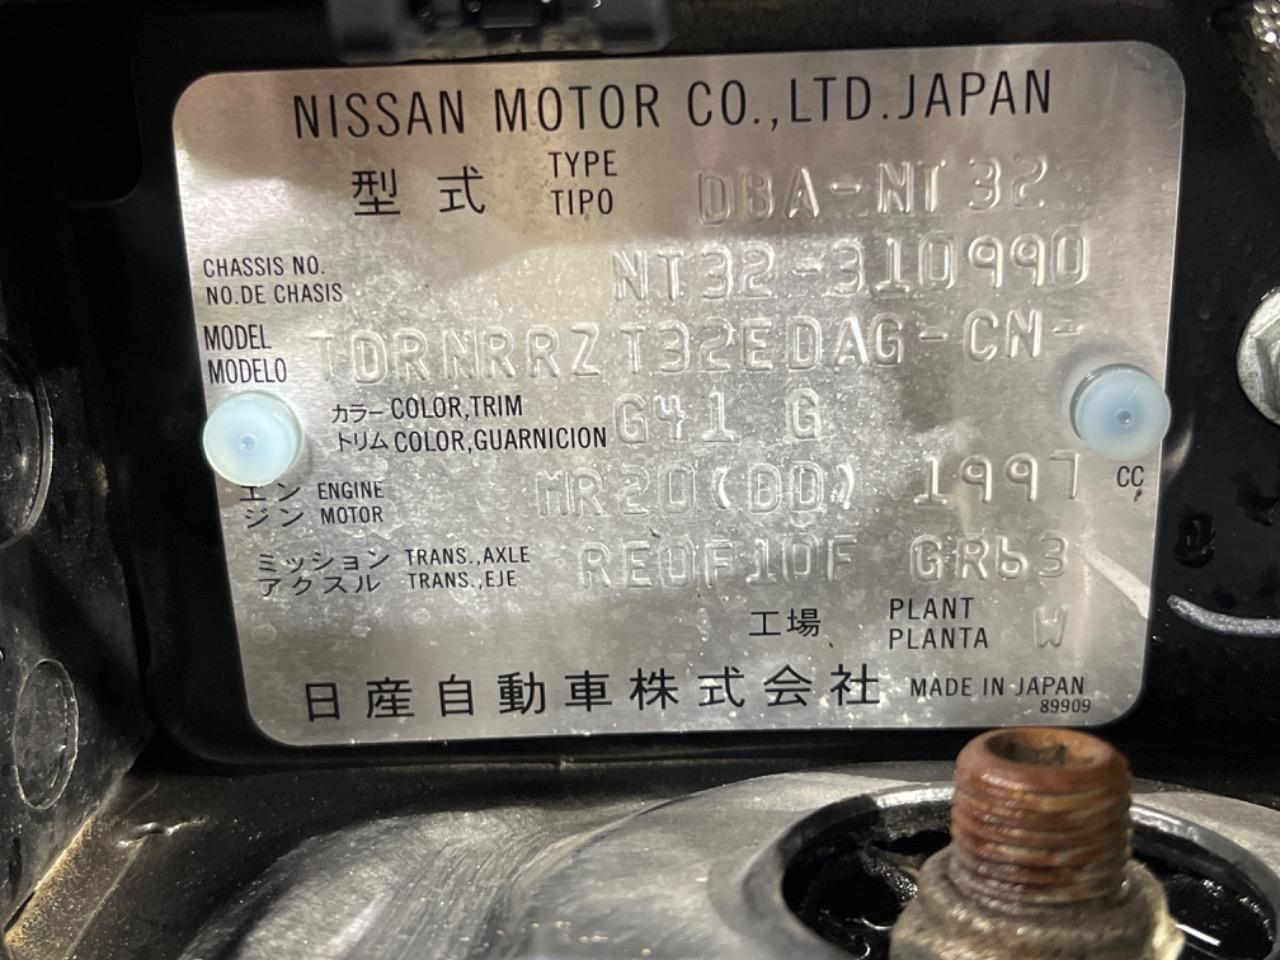 NISSAN MOTOR CO.,LTD.JAPAN
型式 TYPE TIPO DBA-NT32
CHASSIS NO. NO.DE CHASIS NT32-310990
MODEL MODELO TDRNRRZ T32EDAG-CN-
カラー COLOR,TRIM
トリム COLOR,GUARNICION G41 G
エン ENGINE
ジン MOTOR MR20(DD) 1997 CC
ミッション TRANS.,AXLE
アクスル TRANS.,EJE RE0F10F GR63
工場 PLANT PLANTA W
日産自動車株式会社 MADE IN JAPAN
89909